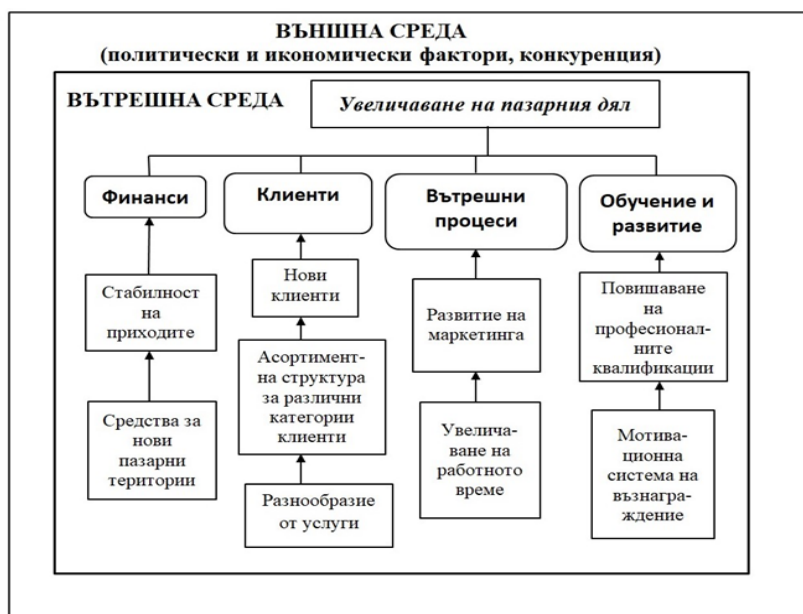 ВЪНШНА СРЕДА
(политически и икономически фактори, конкуренция)
ВЪТРЕШНА СРЕДА
Увеличаване на пазарния дял
Финанси
Клиенти
Вътрешни
процеси
Обучение и
развитие
Стабилност
на
приходите
Средства за
нови
пазарни
територии
Нови
клиенти
Асортимент-
на структура
за различни
категории
клиенти
Разнообразие
от услуги
Развитие на
маркетинга
Увелича-
ване на
работното
време
Повишаване
на
професионал-
ните
квалификации
Мотива-
ционна
система на
възнагра-
ждение